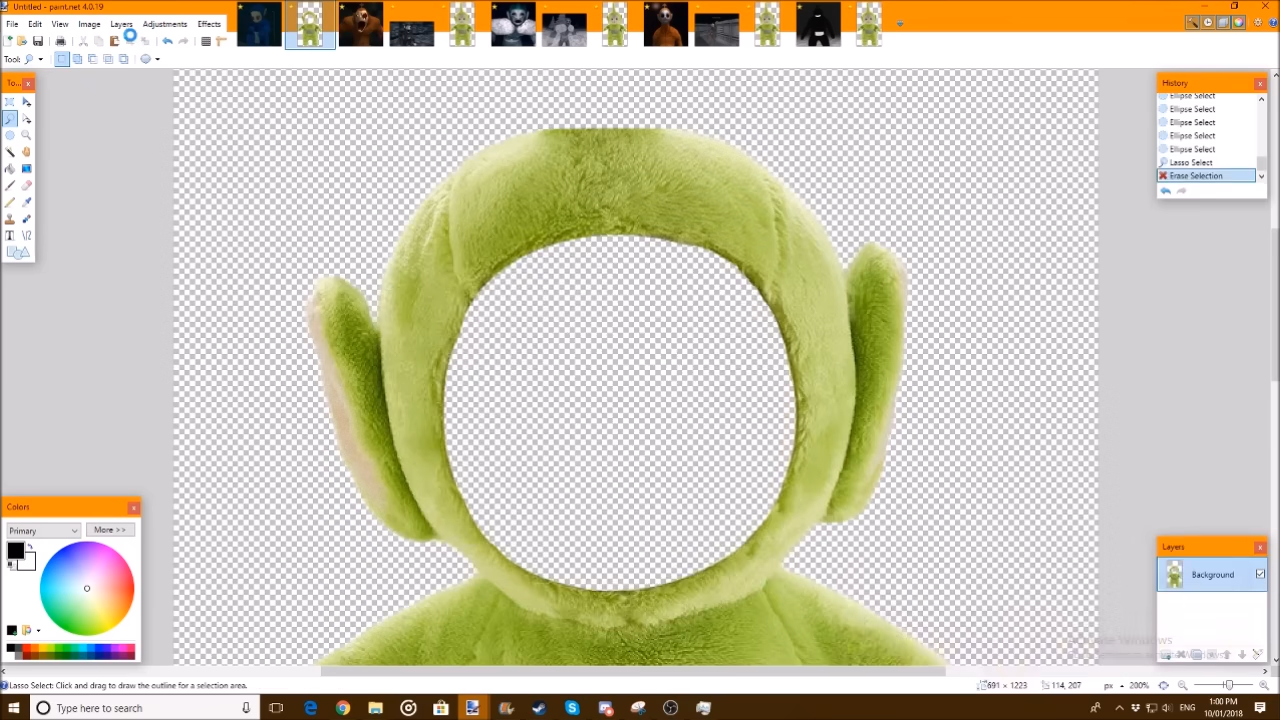 Untitled - paint.net 4.0.19
File Edit View Image Layers Adjustments Effects
Tool:
To...
History
Ellipse Select
Ellipse Select
Ellipse Select
Ellipse Select
Ellipse Select
Lasso Select
Erase Selection
Colors
Primary
More >>
Layers
Background
Lasso Select: Click and drag to draw the outline for a selection area.
691 × 1223
114, 207
px
200%
Type here to search
1:00 PM
10/01/2018